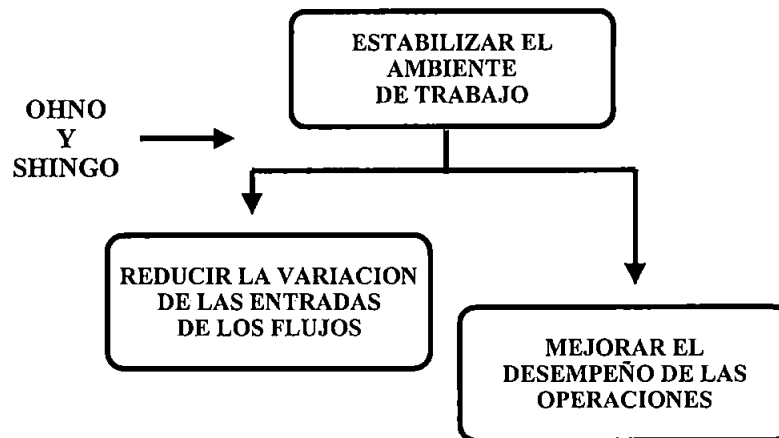 ESTABILIZAR EL
AMBIENTE
DE TRABAJO
OHNO
Y
SHINGO
REDUCIR LA VARIACION
DE LAS ENTRADAS
DE LOS FLUJOS
MEJORAR EL
DESEMPEÑO DE LAS
OPERACIONES